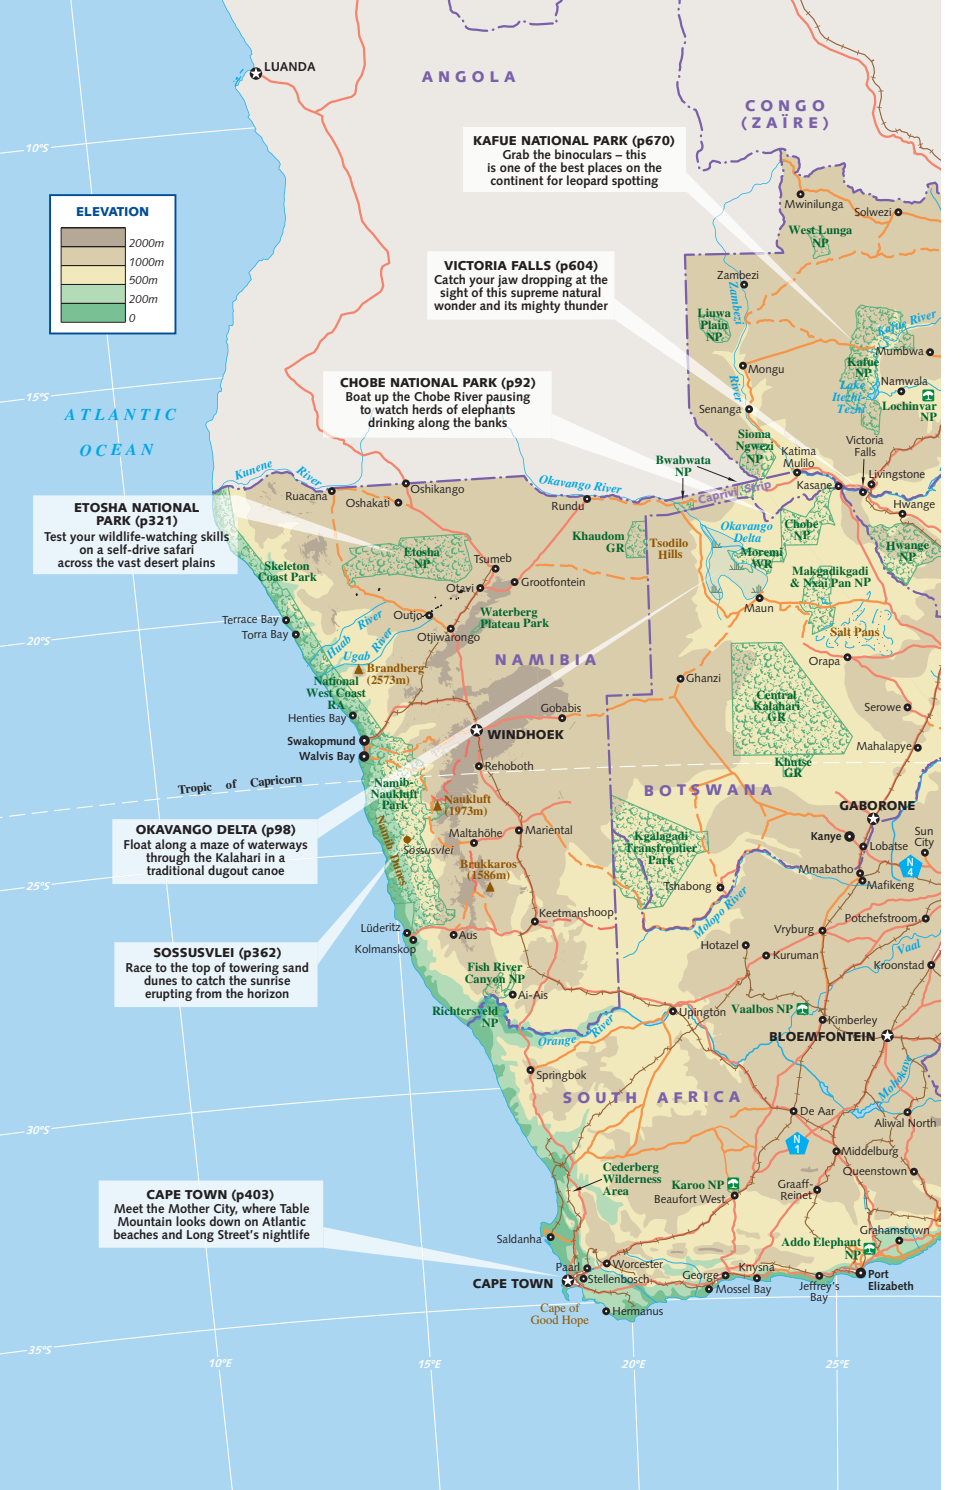 LUANDA
ANGOLA
CONGO
(ZAÏRE)
KAFUE NATIONAL PARK (p670)
Grab the binoculars – this
is one of the best places on the
continent for leopard spotting
10°S
Mwinilunga
Solwezi
West Lunga
NP
ELEVATION
2000m
1000m
500m
200m
0
VICTORIA FALLS (p604)
Catch your jaw dropping at the
sight of this supreme natural
wonder and its mighty thunder
Zambezi
Zambezi
River
Liuwa
Plain
NP
Kafue River
Mumbwa
Kafue
NP
Mongu
Lake
Itezhi-
Tezhi
Namwala
Lochinvar
NP
CHOBE NATIONAL PARK (p92)
Boat up the Chobe River pausing
to watch herds of elephants
drinking along the banks
15°S
ATLANTIC
OCEAN
Senanga
Sioma
Ngwezi
NP
Victoria
Falls
Katima
Mulilo
Bwabwata
NP
Livingstone
Kunene
River
Ruacana
Oshikango
Oshakati
Okavango River
Rundu
Caprivi Strip
Kasane
Hwange
ETOSHA NATIONAL
PARK (p321)
Test your wildlife-watching skills
on a self-drive safari
across the vast desert plains
Khaudom
GR
Tsodilo
Hills
Okavango
Delta
Chobe
NP
Moremi
WR
Hwange
NP
Makgadikgadi
& Nxai Pan NP
Etosha
NP
Tsumeb
Skeleton
Coast Park
Otavi
Grootfontein
Maun
Terrace Bay
Torra Bay
Outjo
Waterberg
Plateau Park
Otjiwarongo
Huab River
Ugab River
Salt Pans
20°S
NAMIBIA
Orapa
Brandberg
(2573m)
National
West Coast
RA
Ghanzi
Central
Kalahari
GR
Serowe
Henties Bay
Gobabis
Swakopmund
WINDHOEK
Walvis Bay
Mahalapye
Khutse
GR
Rehoboth
Tropic of Capricorn
Namib-
Naukluft
Park
BOTSWANA
Naukluft
(1973m)
GABORONE
OKAVANGO DELTA (p98)
Float along a maze of waterways
through the Kalahari in a
traditional dugout canoe
Namib Dunes
Maltahöhe
Mariental
Kgalagadi
Transfrontier
Park
Kanye
Sun
City
Lobatse
Sossusvlei
Brukkaros
(1586m)
Mmabatho
N
4
Mafikeng
Tshabong
25°S
Molopo River
Keetmanshoop
Potchefstroom
Lüderitz
Aus
Kolmanskop
Vryburg
Hotazel
Vaal
SOSSUSVLEI (p362)
Race to the top of towering sand
dunes to catch the sunrise
erupting from the horizon
Kuruman
Kroonstad
Fish River
Canyon NP
Ai-Ais
Richtersveld
NP
Upington
Vaalbos NP
Kimberley
Orange River
BLOEMFONTEIN
Springbok
Mohokare
SOUTH AFRICA
De Aar
Aliwal North
30°S
N
1
Middelburg
Cederberg
Wilderness
Area
Karoo NP
Beaufort West
Graaff-
Reinet
Queenstown
CAPE TOWN (p403)
Meet the Mother City, where Table
Mountain looks down on Atlantic
beaches and Long Street's nightlife
Saldanha
Addo Elephant
NP
Grahamstown
Paarl
Worcester
CAPE TOWN
Stellenbosch
George
Knysna
Mossel Bay
Jeffrey's
Bay
Port
Elizabeth
Cape of
Good Hope
Hermanus
35°S
10°E
15°E
20°E
25°E